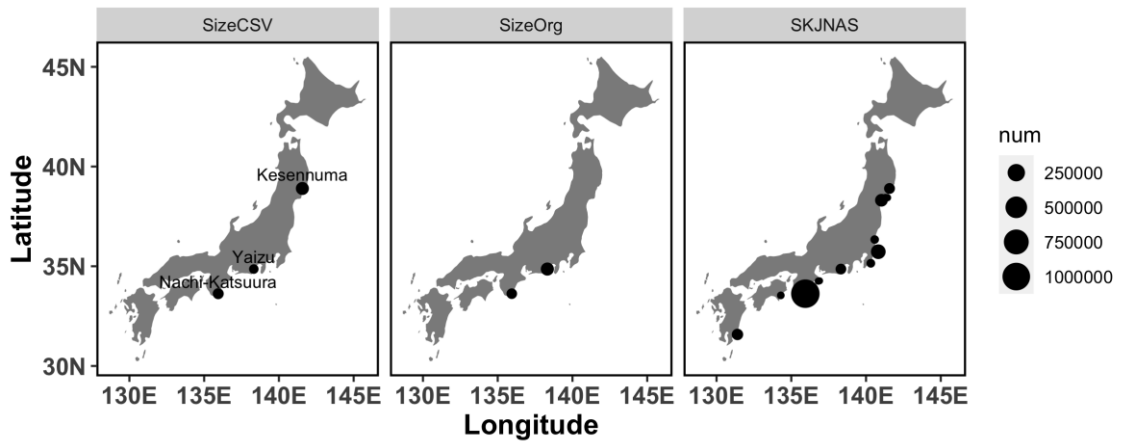 SizeCSV
SizeOrg
SKJNAS
45N
40N
35N
30N
Latitude
Kesennuma
Yaizu
Nachi-Katsuura
130E 135E 140E 145E
130E 135E 140E 145E
130E 135E 140E 145E
Longitude
num
250000
500000
750000
1000000